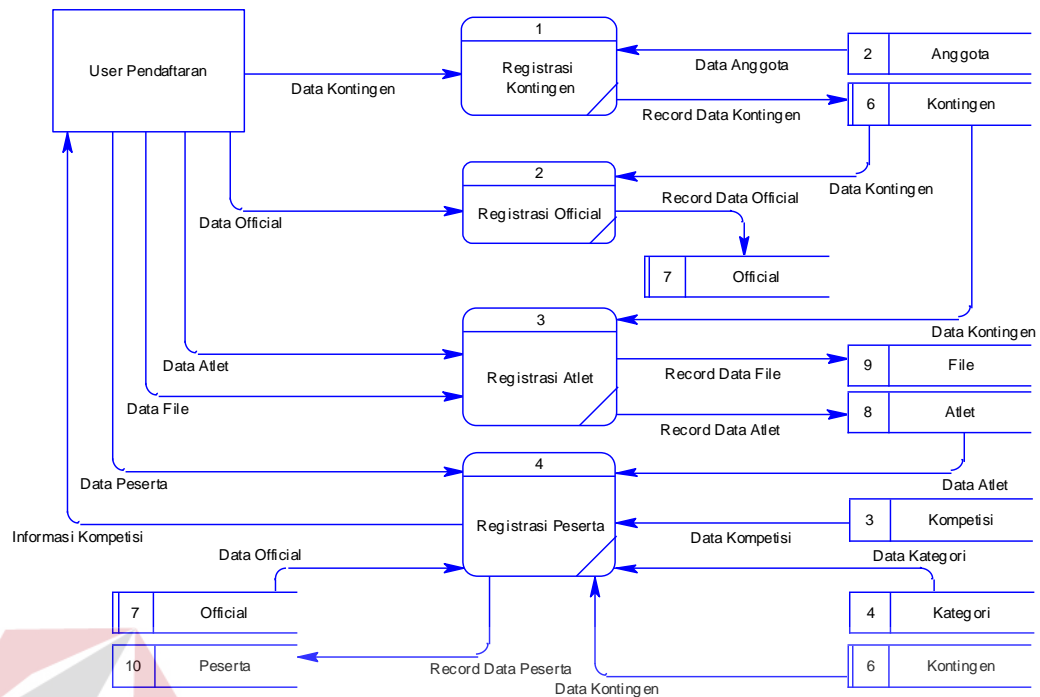 1
User Pendaftaran
Registrasi
Kontingen
Data Kontingen
Data Anggota
2
Anggota
Record Data Kontingen
6
Kontingen
2
Registrasi Official
Data Official
Data Kontingen
Record Data Official
7
Official
3
Registrasi Atlet
Data Kontingen
Data Atlet
Data File
Record Data File
9
File
Record Data Atlet
8
Atlet
4
Registrasi Peserta
Data Peserta
Data Atlet
Informasi Kompetisi
Data Kompetisi
3
Kompetisi
Data Official
Data Kategori
7
Official
4
Kategori
10
Peserta
Record Data Peserta
Data Kontingen
6
Kontingen